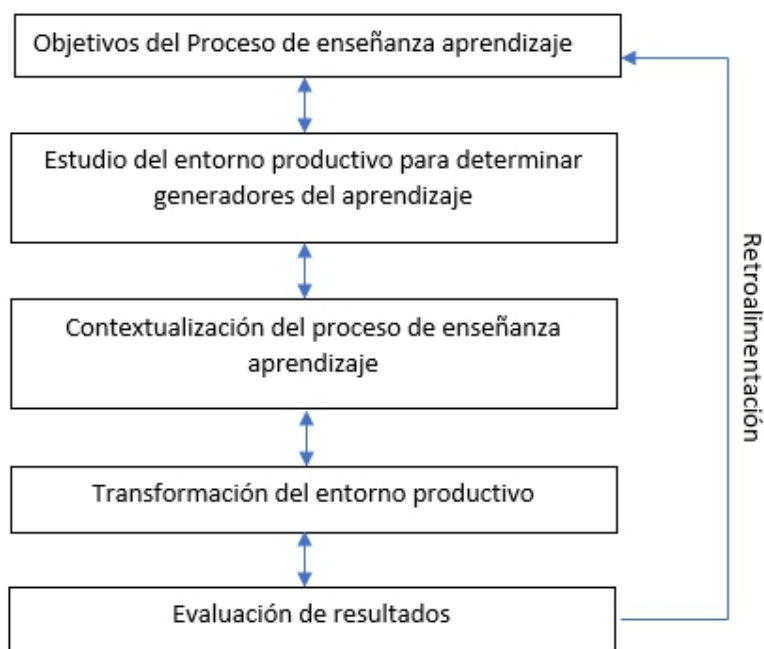 Objetivos del Proceso de enseñanza aprendizaje
Estudio del entorno productivo para determinar
generadores del aprendizaje
Contextualización del proceso de enseñanza
aprendizaje
Transformación del entorno productivo
Evaluación de resultados
Retroalimentación